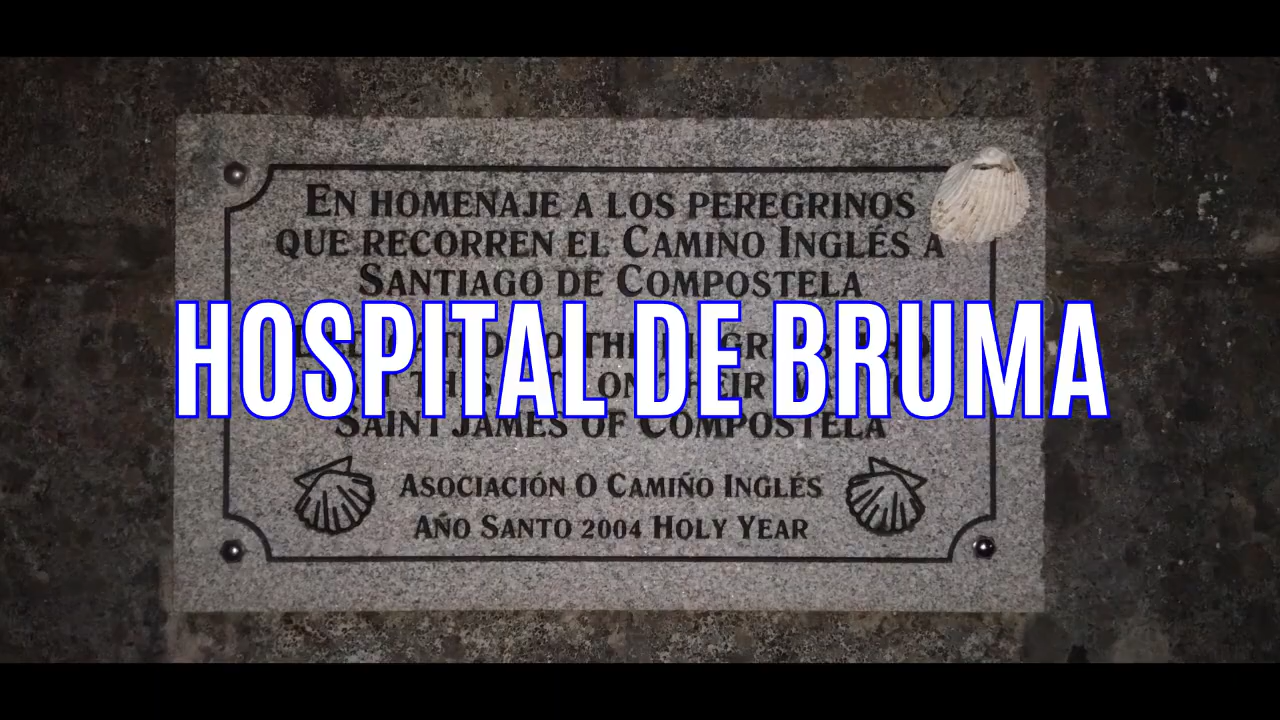 En homenaje a los peregrinos
que recorren el Camino Inglés a
Santiago de Compostela
HOSPITAL DE BRUMA
Saint James of Compostela
Asociación O Camiño Inglés
Año Santo 2004 Holy Year